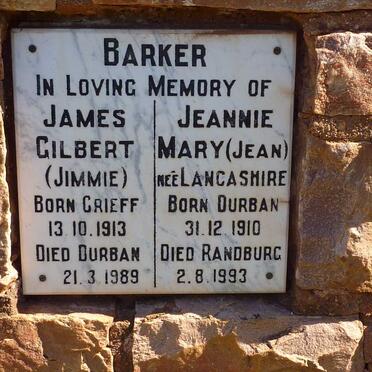 BARKER
IN LOVING MEMORY OF
JAMES
GILBERT
(JIMMIE)
BORN CRIEFF
13.10.1913
DIED DURBAN
21.3.1989
JEANNIE
MARY (JEAN)
NÉE LANCASHIRE
BORN DURBAN
31.12.1910
DIED RANDBURG
2.8.1993